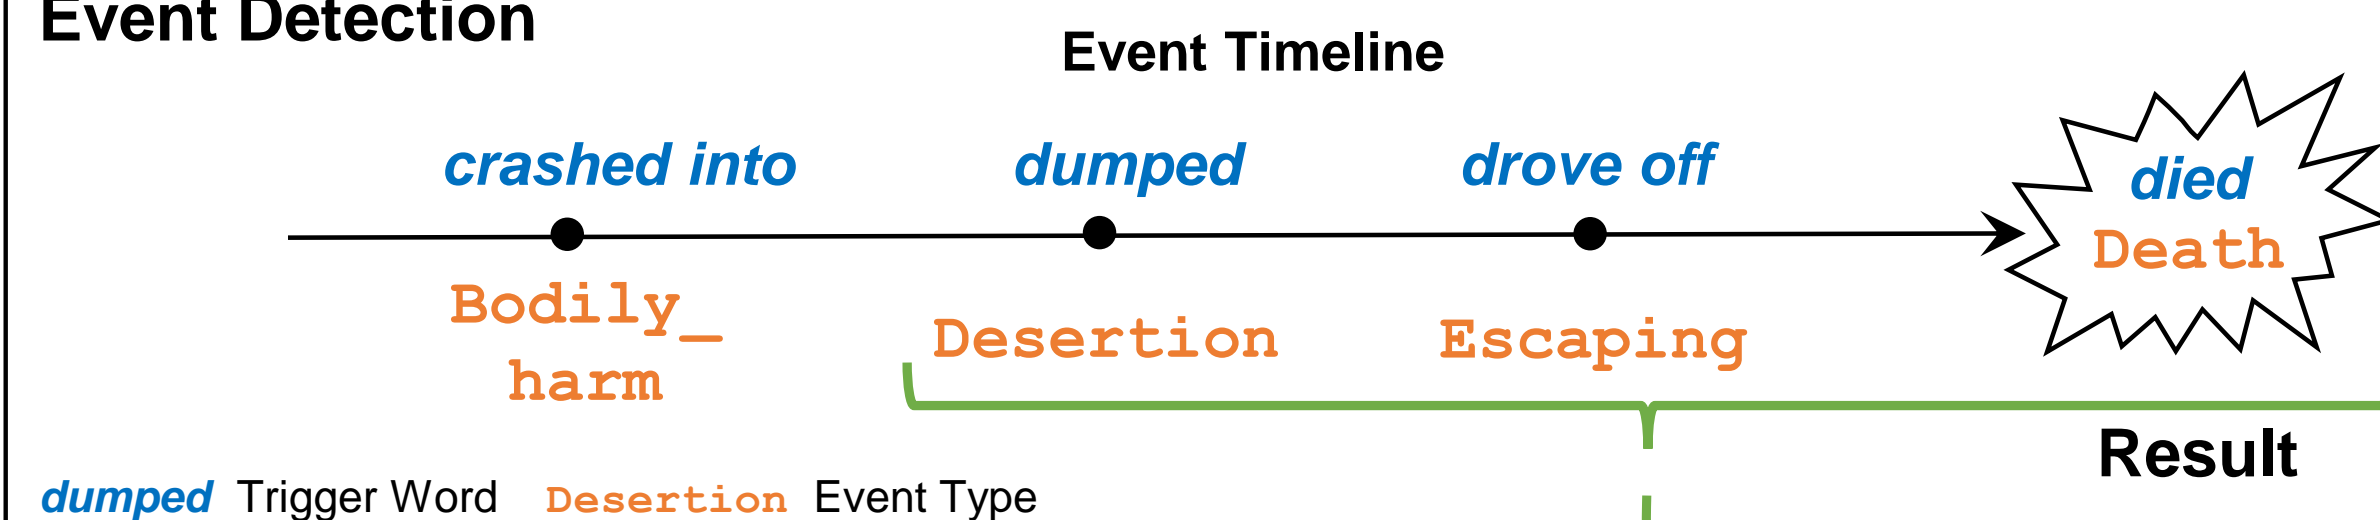 Event Detection
Event Timeline
crashed into dumped drove off died
Death
Bodily_
harm
Desertion Escaping
Result
dumped Trigger Word Desertion Event Type